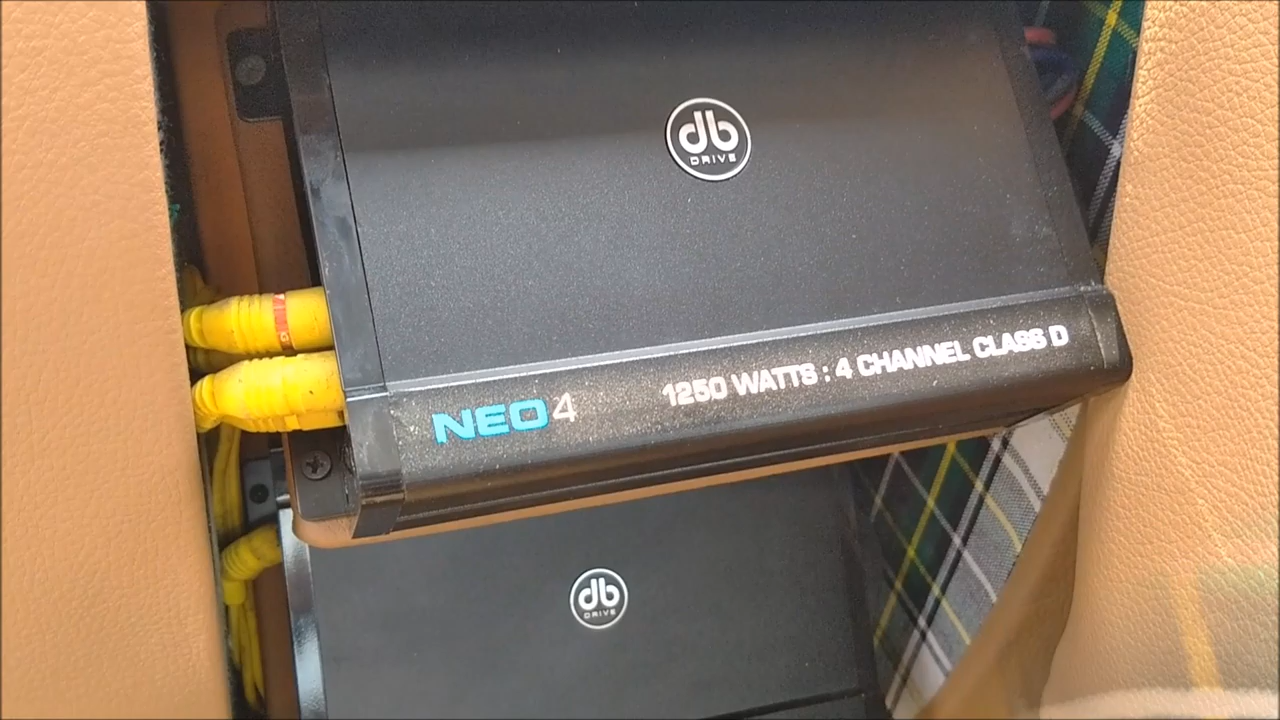 db
DRIVE
NEO4
1250 WATTS : 4 CHANNEL CLASS D
db
DRIVE